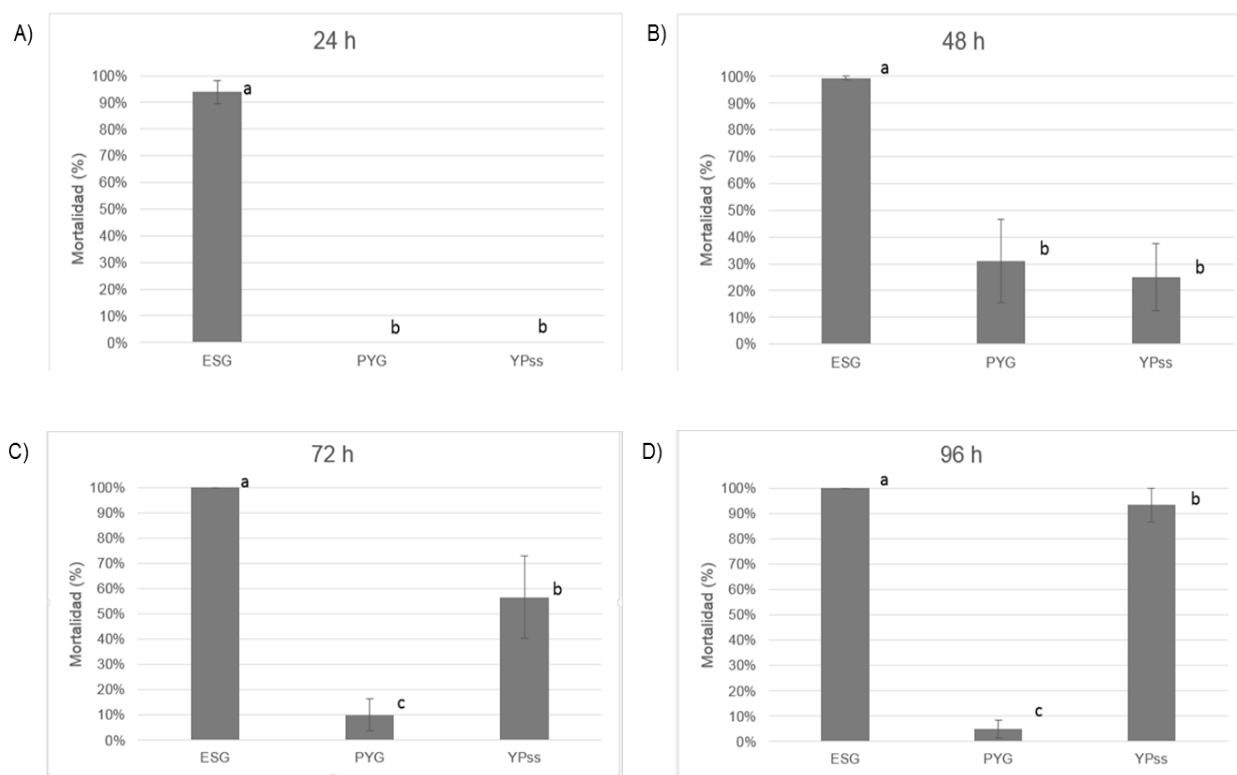 A)
24 h
Mortalidad (%)
100%
90%
80%
70%
60%
50%
40%
30%
20%
10%
0%
a
b
b
ESG PYG YPss
B)
48 h
Mortalidad (%)
100%
90%
80%
70%
60%
50%
40%
30%
20%
10%
0%
a
b
b
ESG PYG YPss
C)
72 h
Mortalidad (%)
100%
90%
80%
70%
60%
50%
40%
30%
20%
10%
0%
a
c
b
ESG PYG YPss
D)
96 h
Mortalidad (%)
100%
90%
80%
70%
60%
50%
40%
30%
20%
10%
0%
a
c
b
ESG PYG YPss